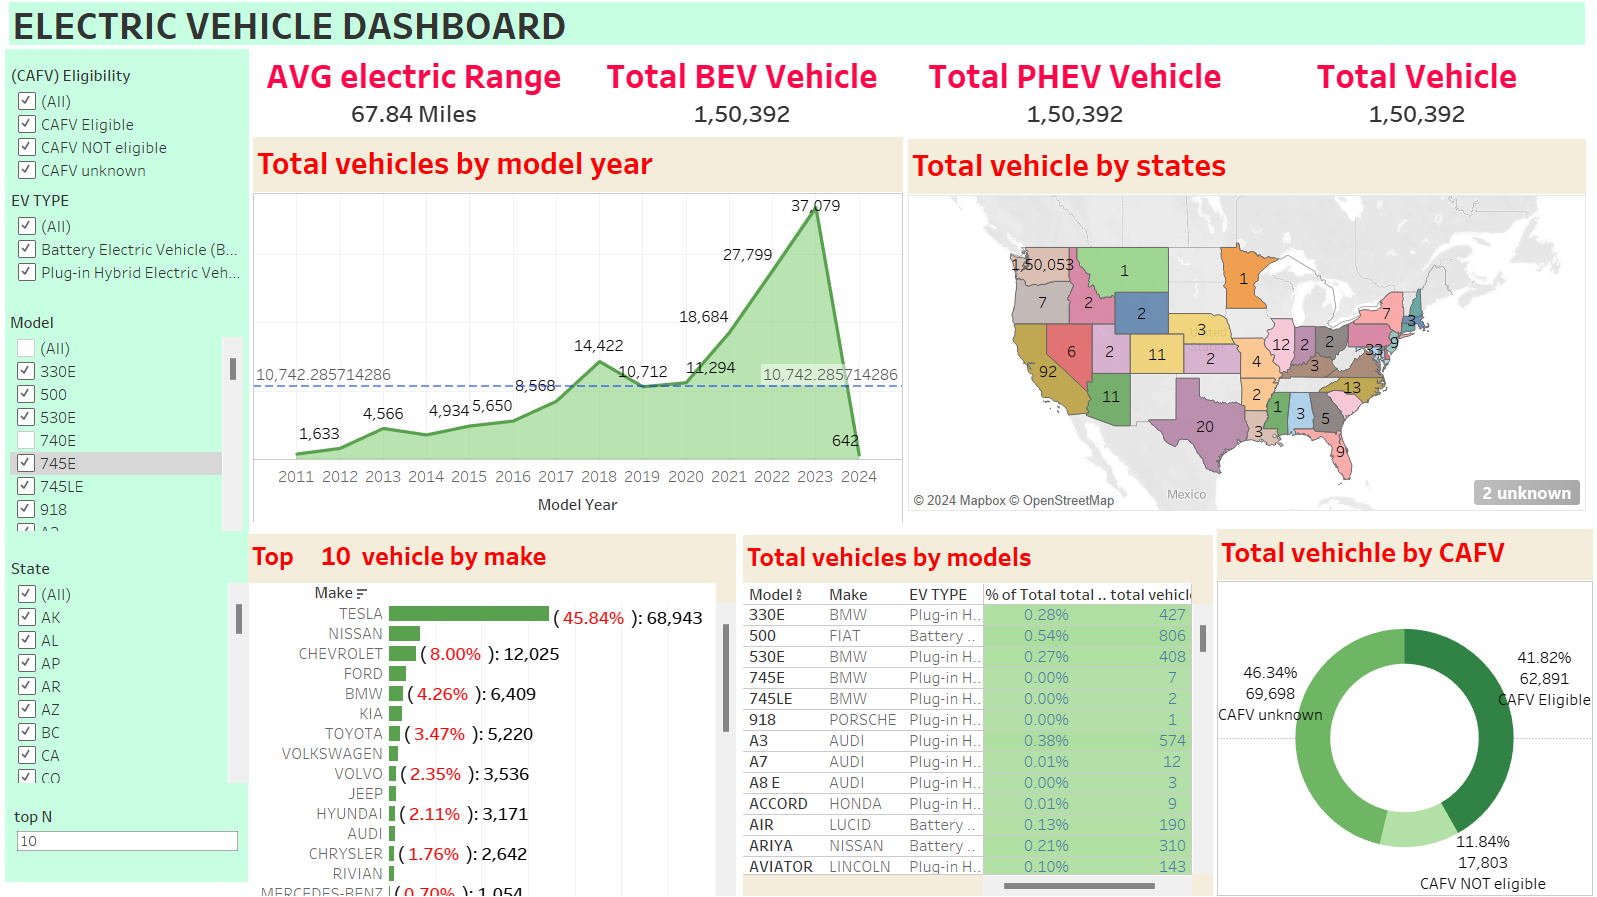 ELECTRIC VEHICLE DASHBOARD
(CAFV) Eligibility
(All)
CAFV Eligible
CAFV NOT eligible
CAFV unknown
EV TYPE
(All)
Battery Electric Vehicle (B...
Plug-in Hybrid Electric Veh...
Model
(All)
330E
500
530E
740E
745E
745LE
918
A3
State
(All)
AK
AL
AP
AR
AZ
BC
CA
CO
top N
10
AVG electric Range
67.84 Miles
Total BEV Vehicle
1,50,392
Total PHEV Vehicle
1,50,392
Total Vehicle
1,50,392
Total vehicles by model year
37,079
27,799
18,684
14,422
10,712
11,294
10,742.285714286
10,742.285714286
8,568
4,566
4,934
5,650
1,633
642
2011 2012 2013 2014 2015 2016 2017 2018 2019 2020 2021 2022 2023 2024
Model Year
Total vehicle by states
1,50,053
1
1
7
2
2
3
7
3
9
6
2
11
2
4
12
2
2
33
3
92
11
2
13
1
3
5
20
3
9
Mexico
© 2024 Mapbox © OpenStreetMap
2 unknown
Top 10 vehicle by make
Make
TESLA (45.84% ): 68,943
NISSAN
CHEVROLET (8.00% ): 12,025
FORD
BMW (4.26% ): 6,409
KIA
TOYOTA (3.47% ): 5,220
VOLKSWAGEN
VOLVO (2.35% ): 3,536
JEEP
HYUNDAI (2.11% ): 3,171
AUDI
CHRYSLER (1.76% ): 2,642
RIVIAN
MERCEDES-BENZ (0.70% ): 1,054
Total vehicles by models
Model Make EV TYPE % of Total total .. total vehicl
330E BMW Plug-in H.. 0.28% 427
500 FIAT Battery .. 0.54% 806
530E BMW Plug-in H.. 0.27% 408
745E BMW Plug-in H.. 0.00% 7
745LE BMW Plug-in H.. 0.00% 2
918 PORSCHE Plug-in H.. 0.00% 1
A3 AUDI Plug-in H.. 0.38% 574
A7 AUDI Plug-in H.. 0.01% 12
A8 E AUDI Plug-in H.. 0.00% 3
ACCORD HONDA Plug-in H.. 0.01% 9
AIR LUCID Battery .. 0.13% 190
ARIYA NISSAN Battery .. 0.21% 310
AVIATOR LINCOLN Plug-in H.. 0.10% 143
Total vehichle by CAFV
46.34%
69,698
CAFV unknown
41.82%
62,891
CAFV Eligible
11.84%
17,803
CAFV NOT eligible